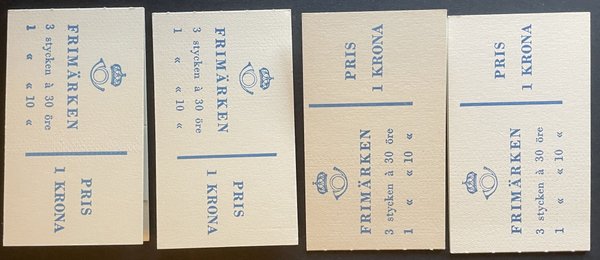 FRIMÄRKEN
3 stycken à 30 öre
1 « « 10 «
PRIS
1 KRONA
FRIMÄRKEN
3 stycken à 30 öre
1 « « 10 «
PRIS
1 KRONA
PRIS
1 KRONA
FRIMÄRKEN
3 stycken à 30 öre
1 « « 10 «
PRIS
1 KRONA
FRIMÄRKEN
3 stycken à 30 öre
1 « « 10 «